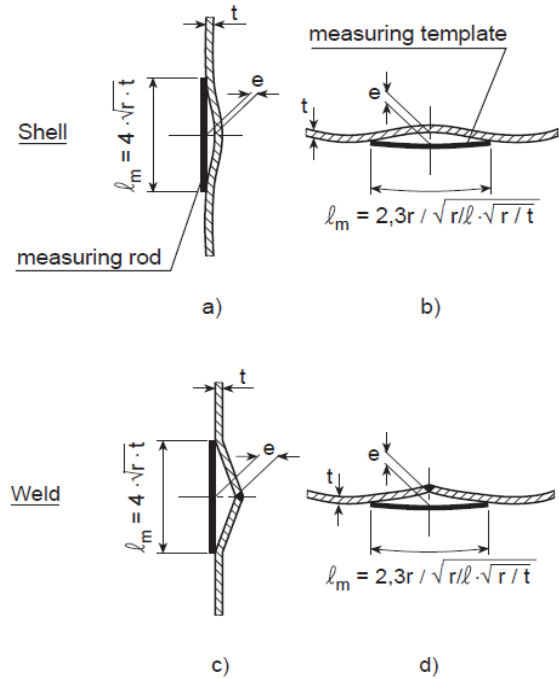 t
measuring template
e
e
t
Shell
ℓm = 4 · √r · t
ℓm = 2,3r / √r/ℓ · √r / t
measuring rod
a)
b)
t
e
e
t
Weld
ℓm = 4 · √r · t
ℓm = 2,3r / √r/ℓ · √r / t
c)
d)